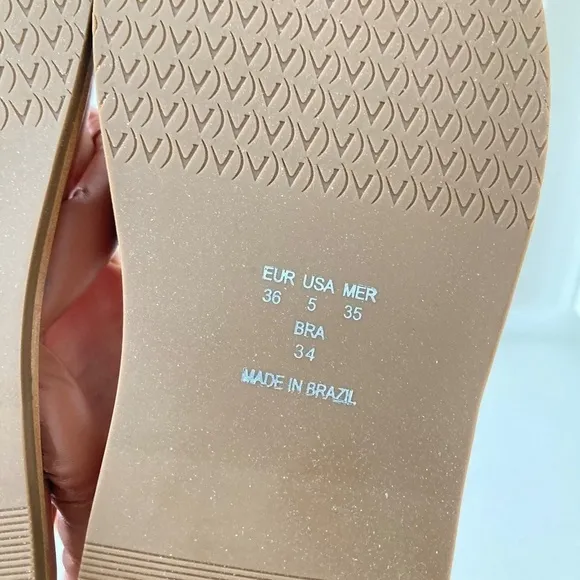 EUR USA MER
36 5 35
BRA
34
MADE IN BRAZIL